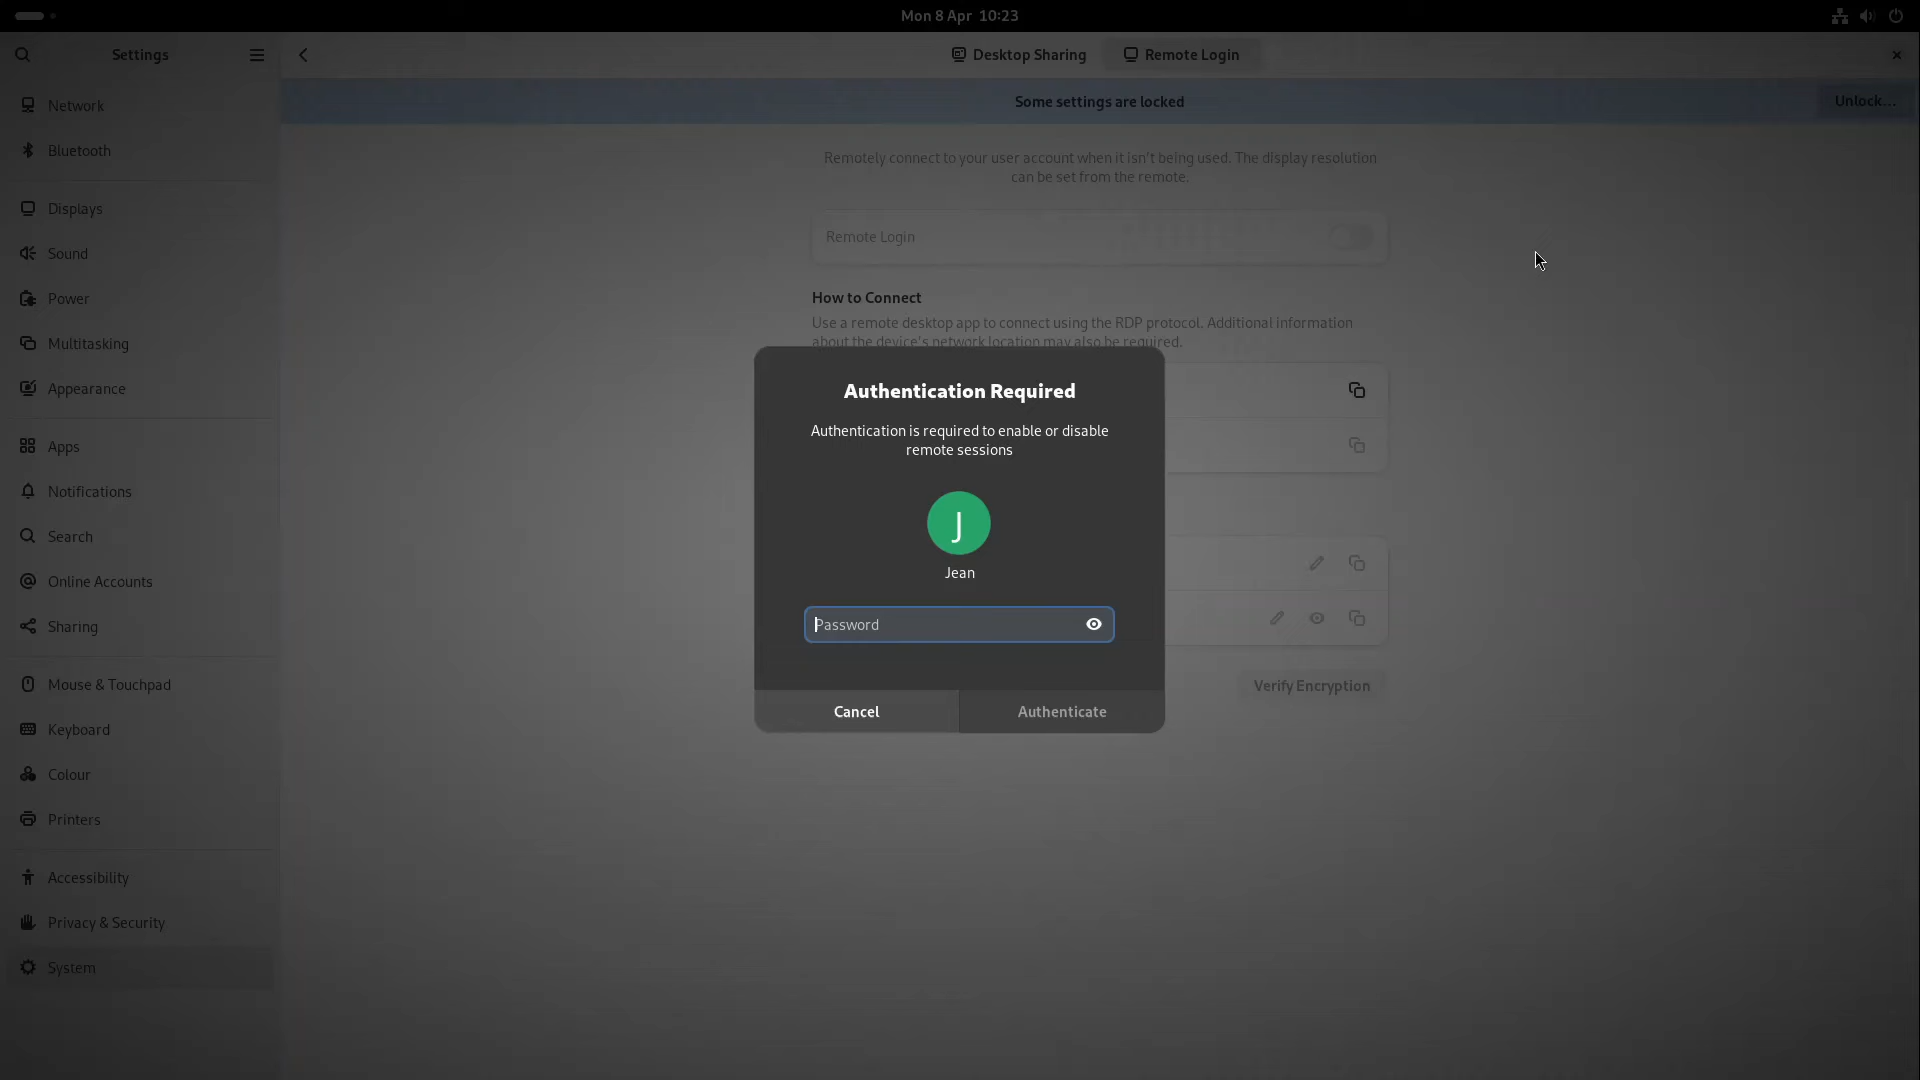 Mon 8 Apr 10:23
Settings
Desktop Sharing
Remote Login
Some settings are locked
Unlock...
Network
Bluetooth
Displays
Sound
Power
Multitasking
Appearance
Apps
Notifications
Search
Online Accounts
Sharing
Mouse & Touchpad
Keyboard
Colour
Printers
Accessibility
Privacy & Security
System
Remotely connect to your user account when it isn't being used. The display resolution
can be set from the remote.
Remote Login
How to Connect
Use a remote desktop app to connect using the RDP protocol. Additional information
about the device's network location may also be required.
Authentication Required
Authentication is required to enable or disable
remote sessions
J
Jean
Password
Cancel
Authenticate
Verify Encryption